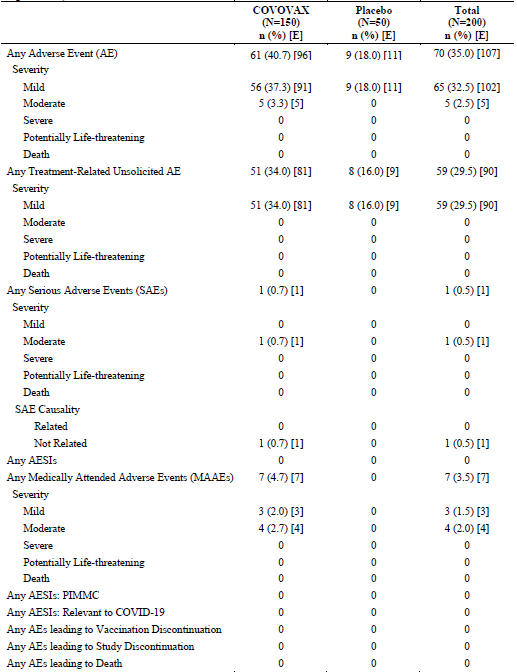 COVOVAX Placebo Total
(N=150) (N=50) (N=200)
n (%) [E] n (%) [E] n (%) [E]
Any Adverse Event (AE) 61 (40.7) [96] 9 (18.0) [11] 70 (35.0) [107]
Severity
Mild 56 (37.3) [91] 9 (18.0) [11] 65 (32.5) [102]
Moderate 5 (3.3) [5] 0 5 (2.5) [5]
Severe 0 0 0
Potentially Life-threatening 0 0 0
Death 0 0 0
Any Treatment-Related Unsolicited AE 51 (34.0) [81] 8 (16.0) [9] 59 (29.5) [90]
Severity
Mild 51 (34.0) [81] 8 (16.0) [9] 59 (29.5) [90]
Moderate 0 0 0
Severe 0 0 0
Potentially Life-threatening 0 0 0
Death 0 0 0
Any Serious Adverse Events (SAEs) 1 (0.7) [1] 0 1 (0.5) [1]
Severity
Mild 0 0 0
Moderate 1 (0.7) [1] 0 1 (0.5) [1]
Severe 0 0 0
Potentially Life-threatening 0 0 0
Death 0 0 0
SAE Causality
Related 0 0 0
Not Related 1 (0.7) [1] 0 1 (0.5) [1]
Any AESIs 0 0 0
Any Medically Attended Adverse Events (MAAEs) 7 (4.7) [7] 0 7 (3.5) [7]
Severity
Mild 3 (2.0) [3] 0 3 (1.5) [3]
Moderate 4 (2.7) [4] 0 4 (2.0) [4]
Severe 0 0 0
Potentially Life-threatening 0 0 0
Death 0 0 0
Any AESIs: PIMMC 0 0 0
Any AESIs: Relevant to COVID-19 0 0 0
Any AEs leading to Vaccination Discontinuation 0 0 0
Any AEs leading to Study Discontinuation 0 0 0
Any AEs leading to Death 0 0 0